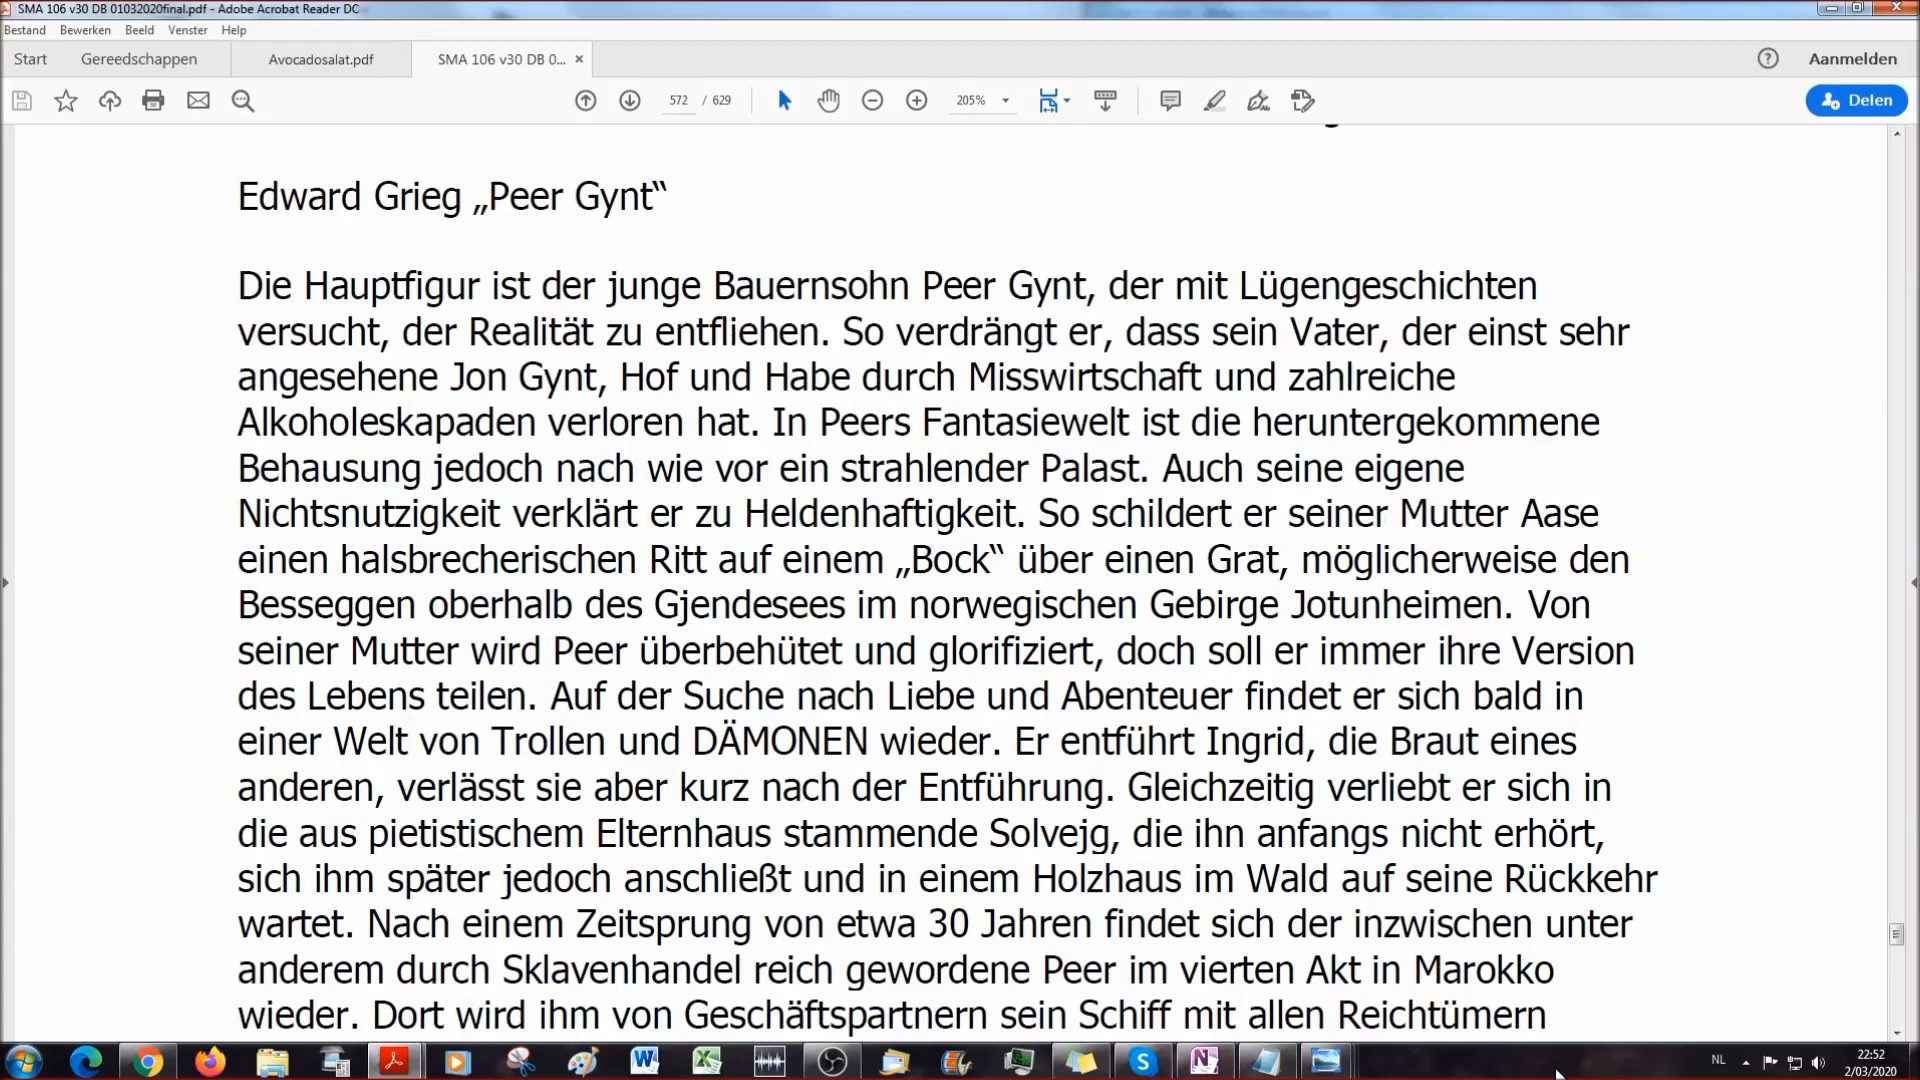 SMA 106 v30 DB 01032020final.pdf - Adobe Acrobat Reader DC
Bestand Bewerken Beeld Venster Help
Start Gereedschappen Avocadosalat.pdf SMA 106 v30 DB 0... × ? Aanmelden
572 / 629 205% Delen
Edward Grieg „Peer Gynt“
Die Hauptfigur ist der junge Bauernsohn Peer Gynt, der mit Lügengeschichten
versucht, der Realität zu entfliehen. So verdrängt er, dass sein Vater, der einst sehr
angesehene Jon Gynt, Hof und Habe durch Misswirtschaft und zahlreiche
Alkoholeskapaden verloren hat. In Peers Fantasiewelt ist die heruntergekommene
Behausung jedoch nach wie vor ein strahlender Palast. Auch seine eigene
Nichtsnutzigkeit verklärt er zu Heldenhaftigkeit. So schildert er seiner Mutter Aase
einen halsbrecherischen Ritt auf einem „Bock“ über einen Grat, möglicherweise den
Besseggen oberhalb des Gjendesees im norwegischen Gebirge Jotunheimen. Von
seiner Mutter wird Peer überbehütet und glorifiziert, doch soll er immer ihre Version
des Lebens teilen. Auf der Suche nach Liebe und Abenteuer findet er sich bald in
einer Welt von Trollen und DÄMONEN wieder. Er entführt Ingrid, die Braut eines
anderen, verlässt sie aber kurz nach der Entführung. Gleichzeitig verliebt er sich in
die aus pietistischem Elternhaus stammende Solvejg, die ihn anfangs nicht erhört,
sich ihm später jedoch anschließt und in einem Holzhaus im Wald auf seine Rückkehr
wartet. Nach einem Zeitsprung von etwa 30 Jahren findet sich der inzwischen unter
anderem durch Sklavenhandel reich gewordene Peer im vierten Akt in Marokko
wieder. Dort wird ihm von Geschäftspartnern sein Schiff mit allen Reichtümern
NL 22:52
2/03/2020